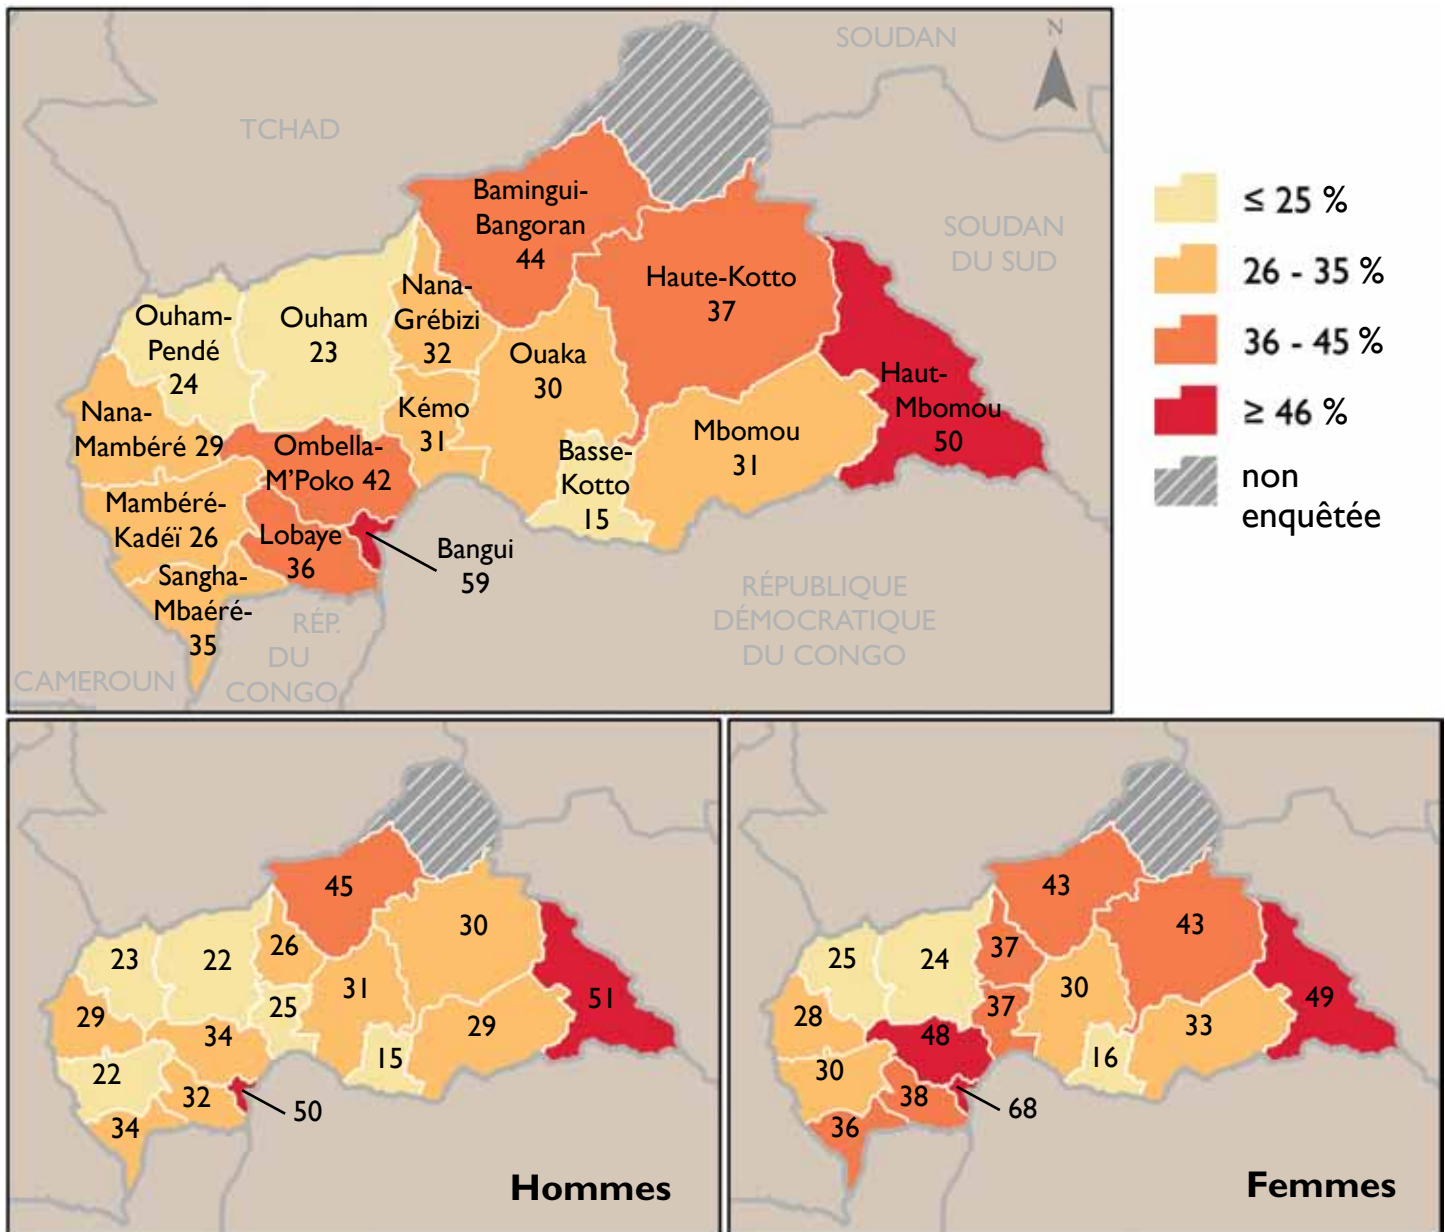 SOUDAN
N
TCHAD
SOUDAN
DU SUD
Bamingui-
Bangoran
44
Haute-Kotto
37
Nana-
Grébizi
32
Ouham-
Pendé
24
Ouham
23
Ouaka
30
Haut-
Mbomou
50
Kémo
31
Nana-
Mambéré 29
Ombella-
M'Poko 42
Mbomou
31
Basse-
Kotto
15
Mambéré-
Kadéï 26
Lobaye
36
Bangui
59
Sangha-
Mbaéré-
35
RÉPUBLIQUE
DÉMOCRATIQUE
DU CONGO
RÉP.
DU
CONGO
CAMEROUN
≤ 25 %
26 - 35 %
36 - 45 %
≥ 46 %
non
enquêtée
45
30
26
23
22
31
51
25
29
34
29
15
22
32
50
34
Hommes
43
43
37
25
24
30
49
37
28
48
33
16
30
38
68
36
Femmes